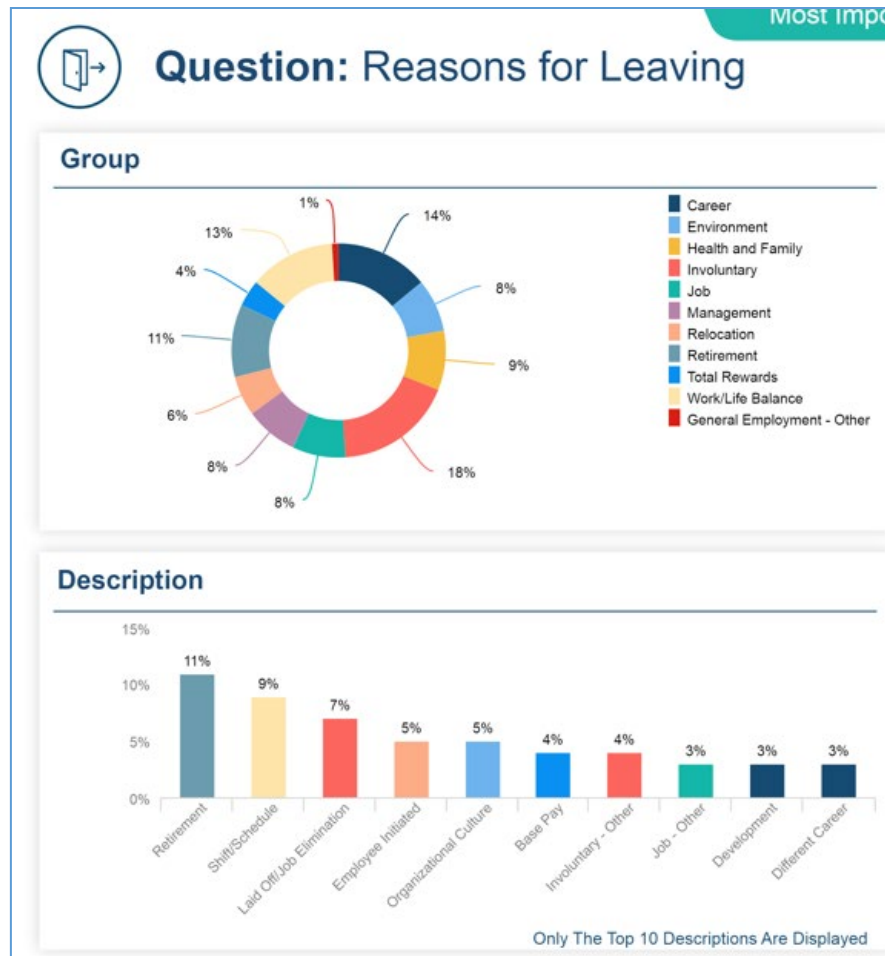 Most Impo
Question: Reasons for Leaving
Group
1%
14%
13%
4%
8%
11%
9%
6%
8%
18%
8%
Career
Environment
Health and Family
Involuntary
Job
Management
Relocation
Retirement
Total Rewards
Work/Life Balance
General Employment - Other
Description
15%
10%
5%
0%
11%
9%
7%
5%
5%
4%
4%
3%
3%
3%
Retirement
Shift/Schedule
Laid Off/Job Elimination
Employee Initiated
Organizational Culture
Base Pay
Involuntary - Other
Job - Other
Development
Different Career
Only The Top 10 Descriptions Are Displayed